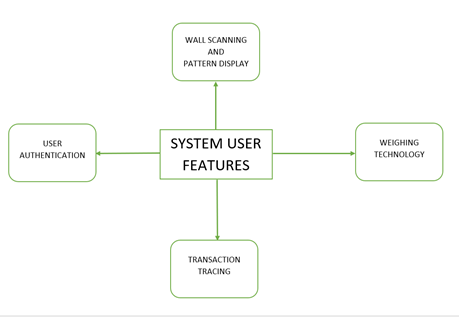 WALL SCANNING
AND
PATTERN DISPLAY
USER
AUTHENTICATION
SYSTEM USER
FEATURES
WEIGHING
TECHNOLOGY
TRANSACTION
TRACING